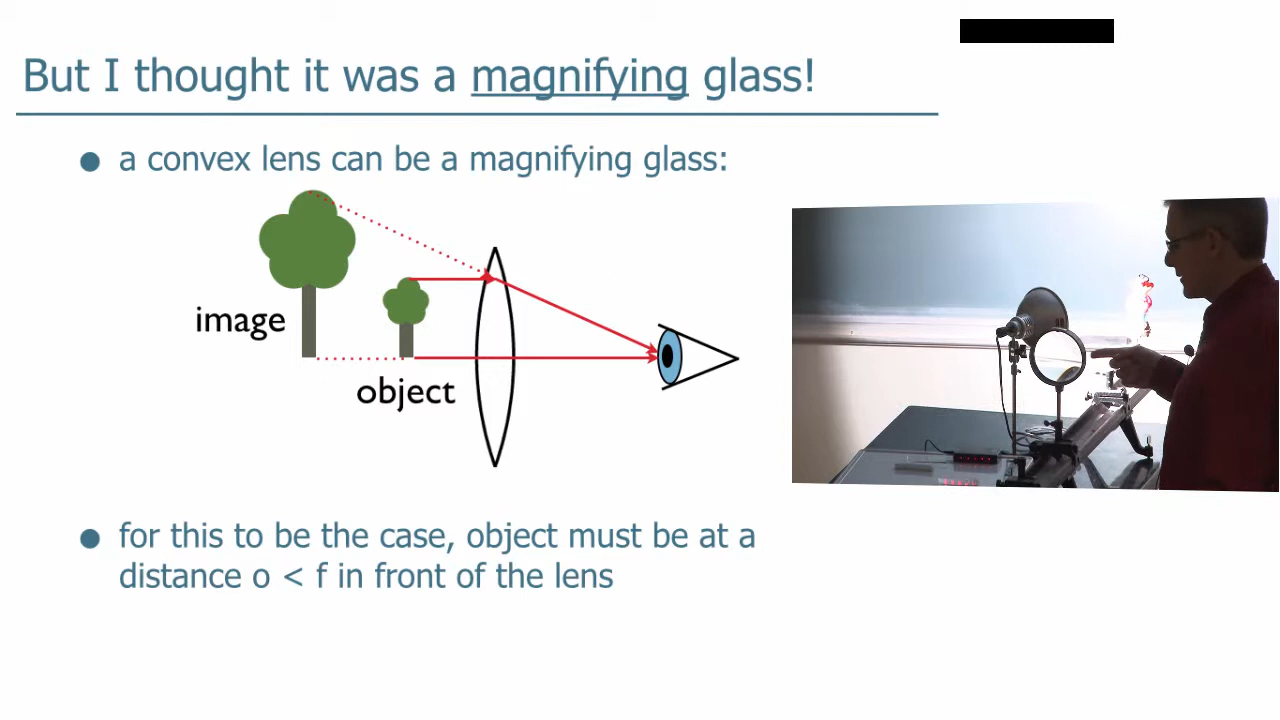 But I thought it was a magnifying glass!
● a convex lens can be a magnifying glass:
image
object
● for this to be the case, object must be at a
distance o < f in front of the lens